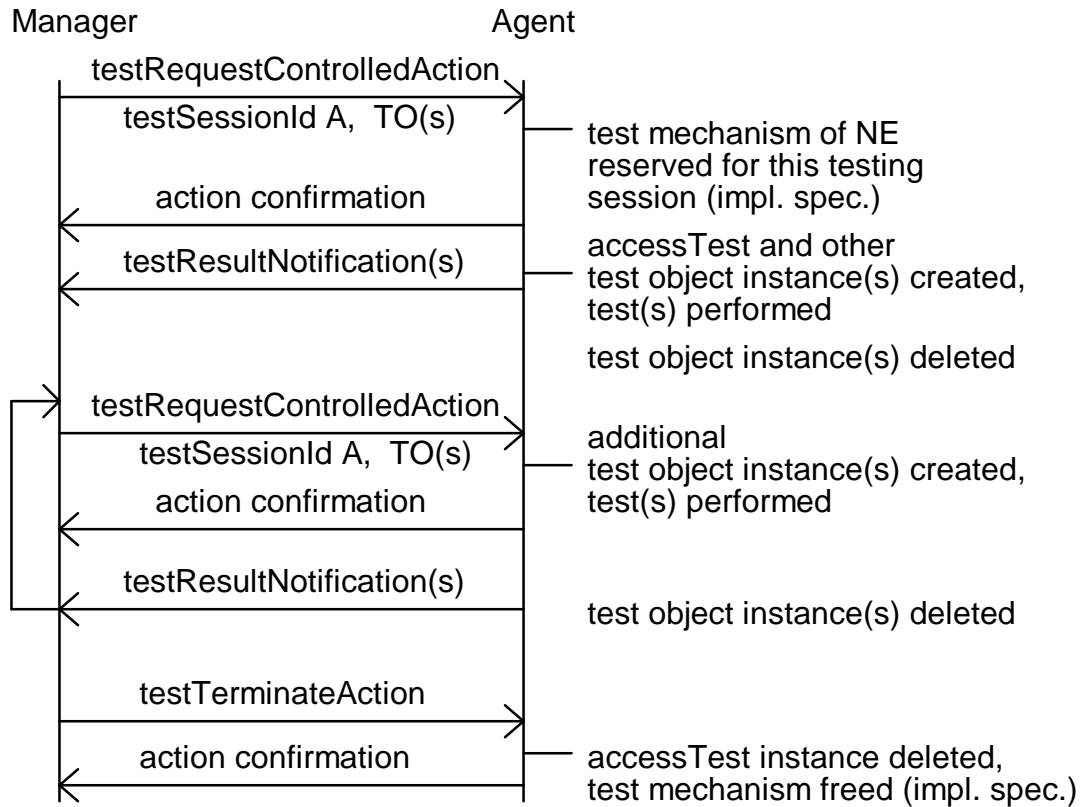 Manager Agent
testRequestControlledAction
testSessionId A, TO(s)
test mechanism of NE
reserved for this testing
session (impl. spec.)
action confirmation
testResultNotification(s)
accessTest and other
test object instance(s) created,
test(s) performed
test object instance(s) deleted
testRequestControlledAction
testSessionId A, TO(s)
additional
test object instance(s) created,
test(s) performed
action confirmation
testResultNotification(s)
test object instance(s) deleted
testTerminateAction
action confirmation
accessTest instance deleted,
test mechanism freed (impl. spec.)